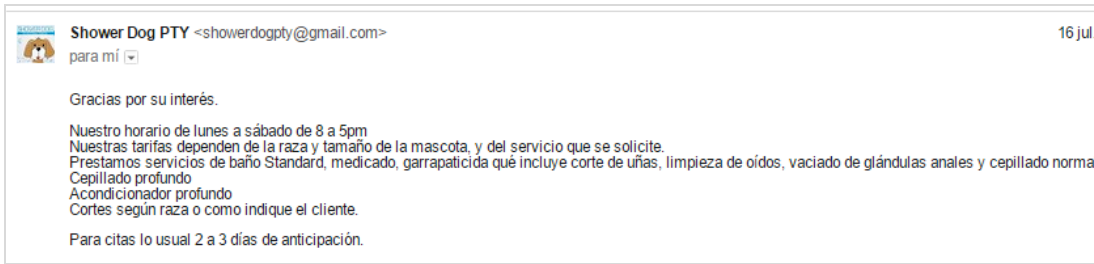 Shower Dog PTY <showerdogpty@gmail.com> 16 jul.
para mí
Gracias por su interés.
Nuestro horario de lunes a sábado de 8 a 5pm
Nuestras tarifas dependen de la raza y tamaño de la mascota, y del servicio que se solicite.
Prestamos servicios de baño Standard, medicado, garrapaticida qué incluye corte de uñas, limpieza de oídos, vaciado de glándulas anales y cepillado norma
Cepillado profundo
Acondicionador profundo
Cortes según raza o como indique el cliente.
Para citas lo usual 2 a 3 días de anticipación.